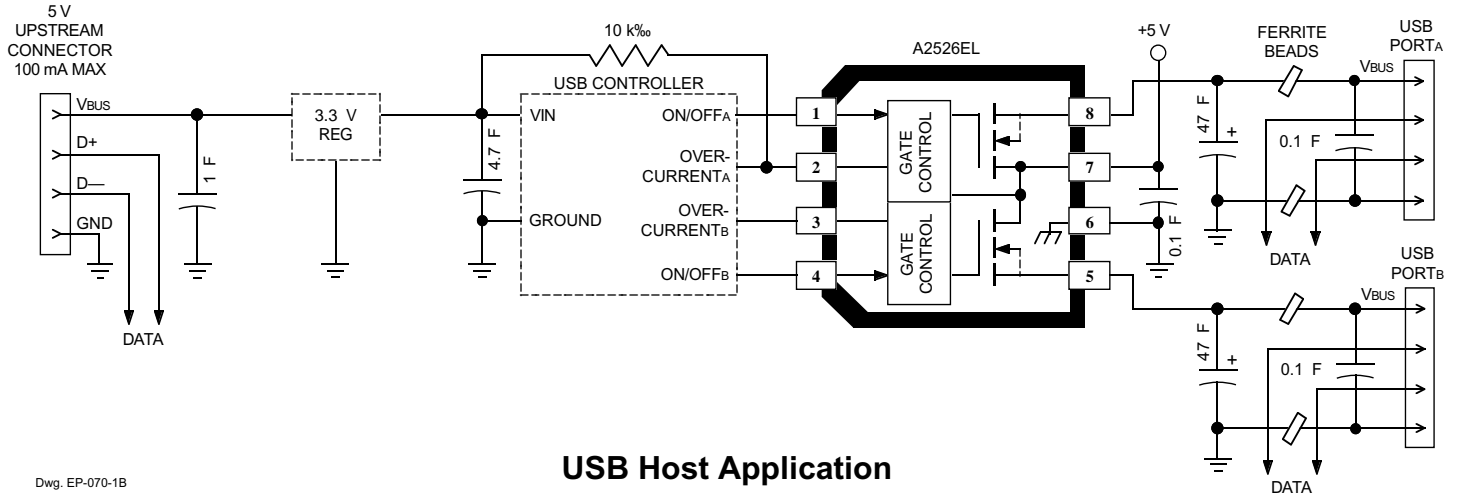 5 V
UPSTREAM
CONNECTOR
100 mA MAX
VBUS
D+
D—
GND
DATA
1 F
3.3 V
REG
10 k‰
USB CONTROLLER
4.7 F
VIN
GROUND
ON/OFFA
OVER-
CURRENTA
OVER-
CURRENTB
ON/OFFB
A2526EL
1
2
3
4
GATE
CONTROL
GATE
CONTROL
8
7
6
5
+5 V
0.1 F
FERRITE
BEADS
USB
PORTA
VBUS
47 F
+
0.1 F
DATA
USB
PORTB
VBUS
47 F
+
0.1 F
DATA
USB Host Application
Dwg. EP-070-1B